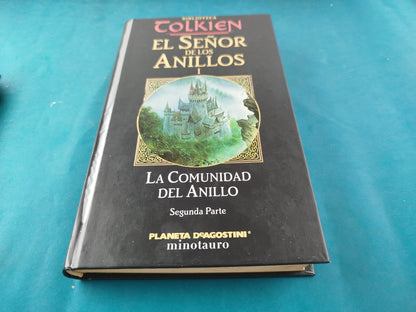 BIBLIOTECA
TOLKIEN
EL SEÑOR
DE LOS
ANILLOS
I
LA COMUNIDAD
DEL ANILLO
Segunda Parte
PLANETA DEAGOSTINI
minotauro